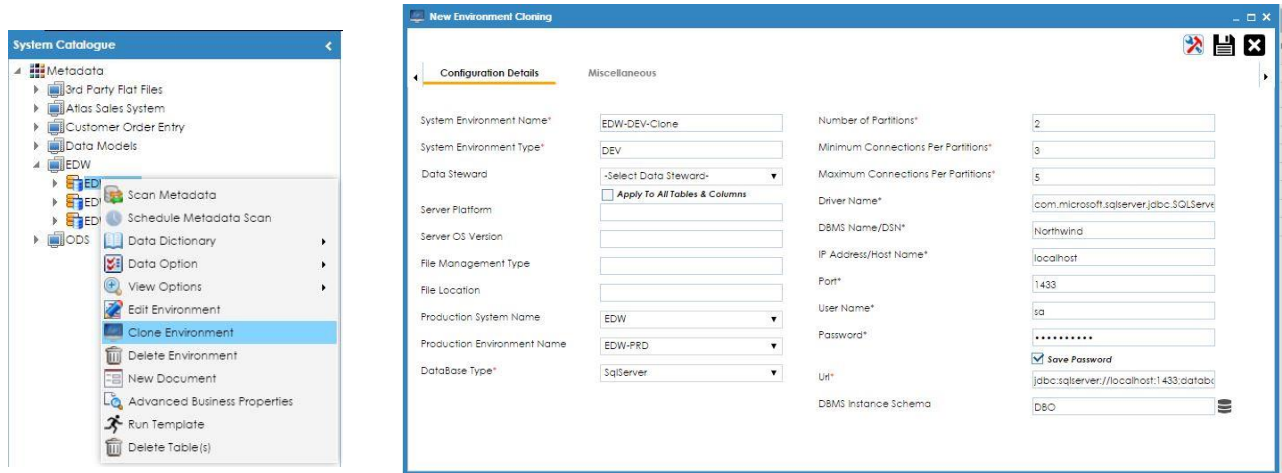 System Catalogue
Metadata
3rd Party Flat Files
Atlas Sales System
Customer Order Entry
Data Models
EDW
ODS
Scan Metadata
Schedule Metadata Scan
Data Dictionary
Data Option
View Options
Edit Environment
Clone Environment
Delete Environment
New Document
Advanced Business Properties
Run Template
Delete Table(s)
New Environment Cloning
Configuration Details Miscellaneous
System Environment Name* EDW-DEV-Clone
System Environment Type* DEV
Data Steward -Select Data Steward-
Apply To All Tables & Columns
Server Platform
Server OS Version
File Management Type
File Location
Production System Name EDW
Production Environment Name EDW-PRD
DataBase Type* SqlServer
Number of Partitions* 2
Minimum Connections Per Partitions* 3
Maximum Connections Per Partitions* 5
Driver Name* com.microsoft.sqlserver.jdbc.SQLServe
DBMS Name/DSN* Northwind
IP Address/Host Name* localhost
Port* 1433
User Name* sa
Password* ••••••••••
Save Password
Url* jdbc:sqlserver://localhost:1433;databa
DBMS Instance Schema DBO